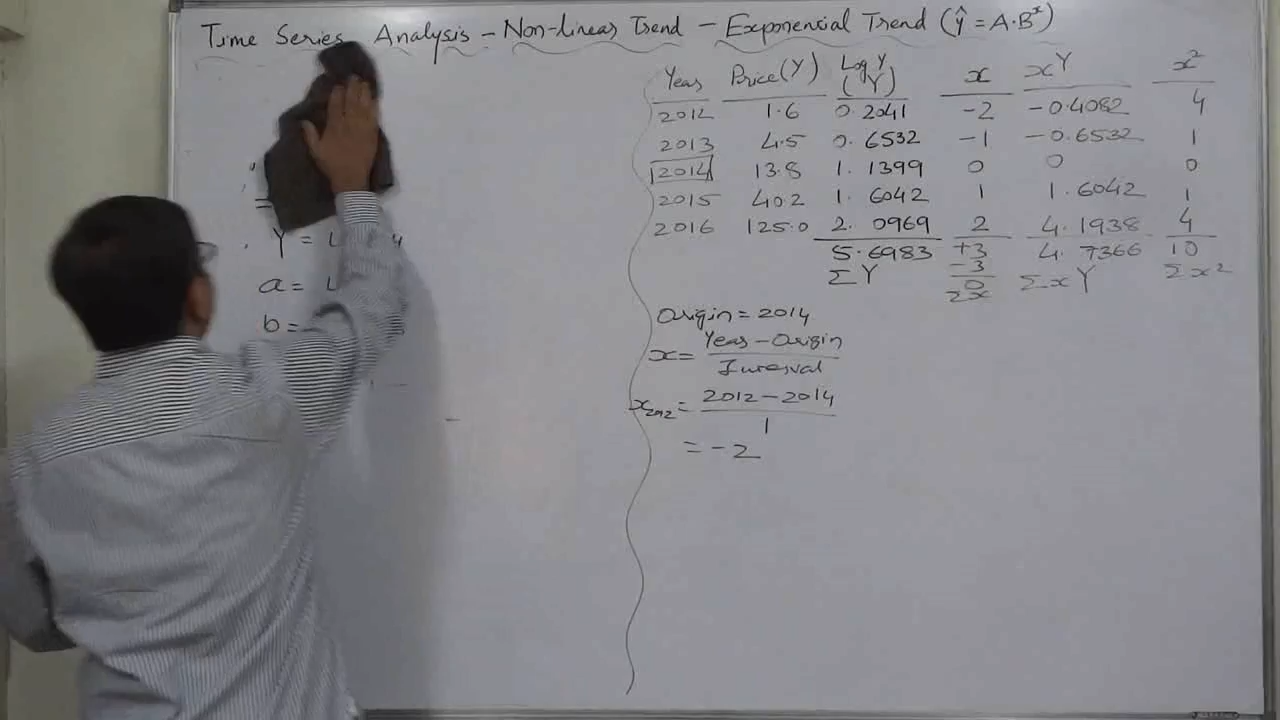 Time Series Analysis - Non-linear Trend - Exponential Trend (ŷ = A·Bˣ)
Y =
a =
b =
Year Price (Y) Log Y (Y) x xY x²
2012 1.6 0.2041 -2 -0.4082 4
2013 4.5 0.6532 -1 -0.6532 1
2014 13.8 1.1399 0 0 0
2015 40.2 1.6042 1 1.6042 1
2016 125.0 2.0969 2 4.1938 4
5.6983 +3 4.7366 10
ΣY -3 ΣxY Σx²
0
Σx
Origin = 2014
x = Year - Origin
Interval
x2012 = 2012 - 2014
1
= -2